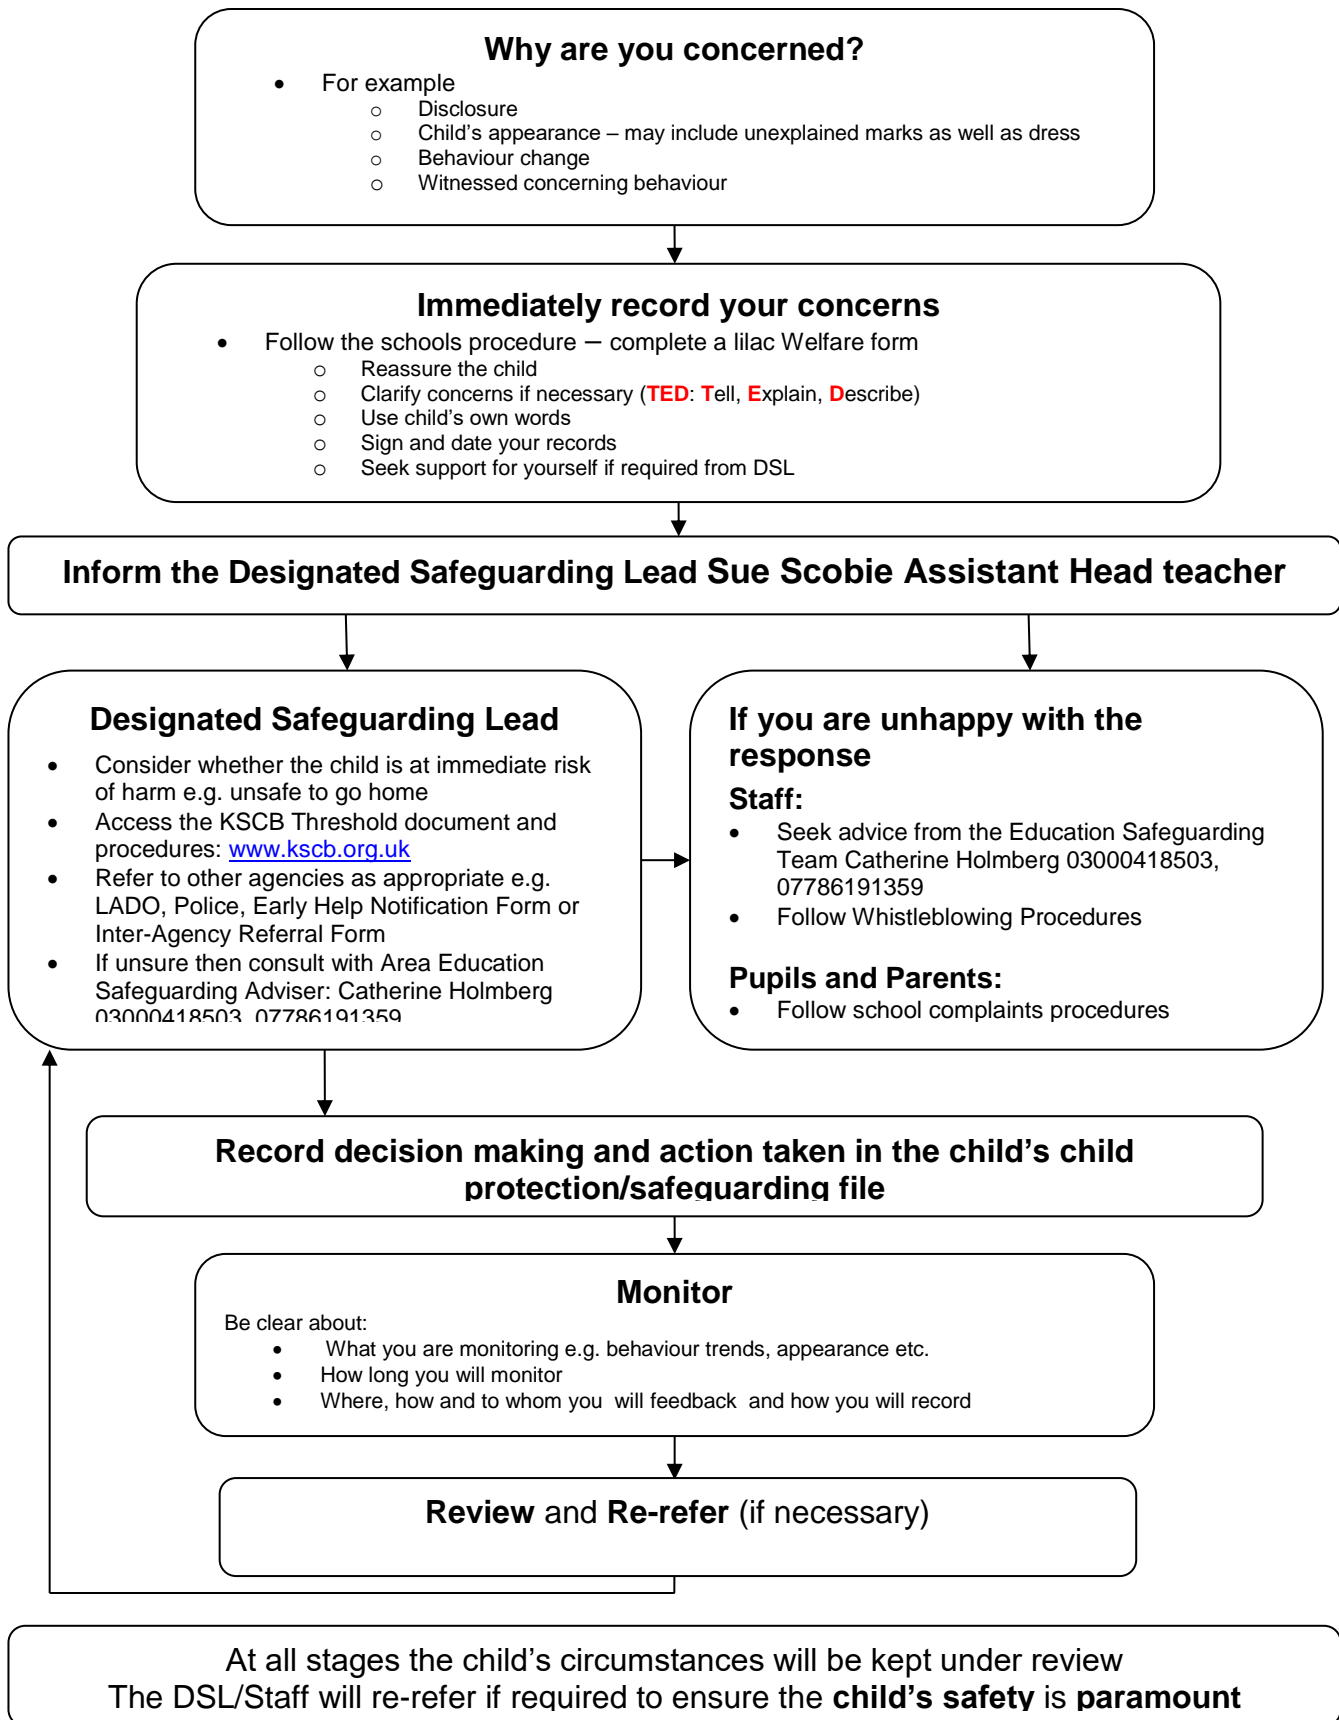 Why are you concerned?
• For example
o Disclosure
o Child’s appearance – may include unexplained marks as well as dress
o Behaviour change
o Witnessed concerning behaviour
Immediately record your concerns
• Follow the schools procedure – complete a lilac Welfare form
o Reassure the child
o Clarify concerns if necessary (TED: Tell, Explain, Describe)
o Use child’s own words
o Sign and date your records
o Seek support for yourself if required from DSL
Inform the Designated Safeguarding Lead Sue Scobie Assistant Head teacher
Designated Safeguarding Lead
• Consider whether the child is at immediate risk
of harm e.g. unsafe to go home
• Access the KSCB Threshold document and
procedures: www.kscb.org.uk
• Refer to other agencies as appropriate e.g.
LADO, Police, Early Help Notification Form or
Inter-Agency Referral Form
• If unsure then consult with Area Education
Safeguarding Adviser: Catherine Holmberg
03000418503, 07786191359
If you are unhappy with the
response
Staff:
• Seek advice from the Education Safeguarding
Team Catherine Holmberg 03000418503,
07786191359
• Follow Whistleblowing Procedures
Pupils and Parents:
• Follow school complaints procedures
Record decision making and action taken in the child’s child
protection/safeguarding file
Monitor
Be clear about:
• What you are monitoring e.g. behaviour trends, appearance etc.
• How long you will monitor
• Where, how and to whom you will feedback and how you will record
Review and Re-refer (if necessary)
At all stages the child’s circumstances will be kept under review
The DSL/Staff will re-refer if required to ensure the child’s safety is paramount